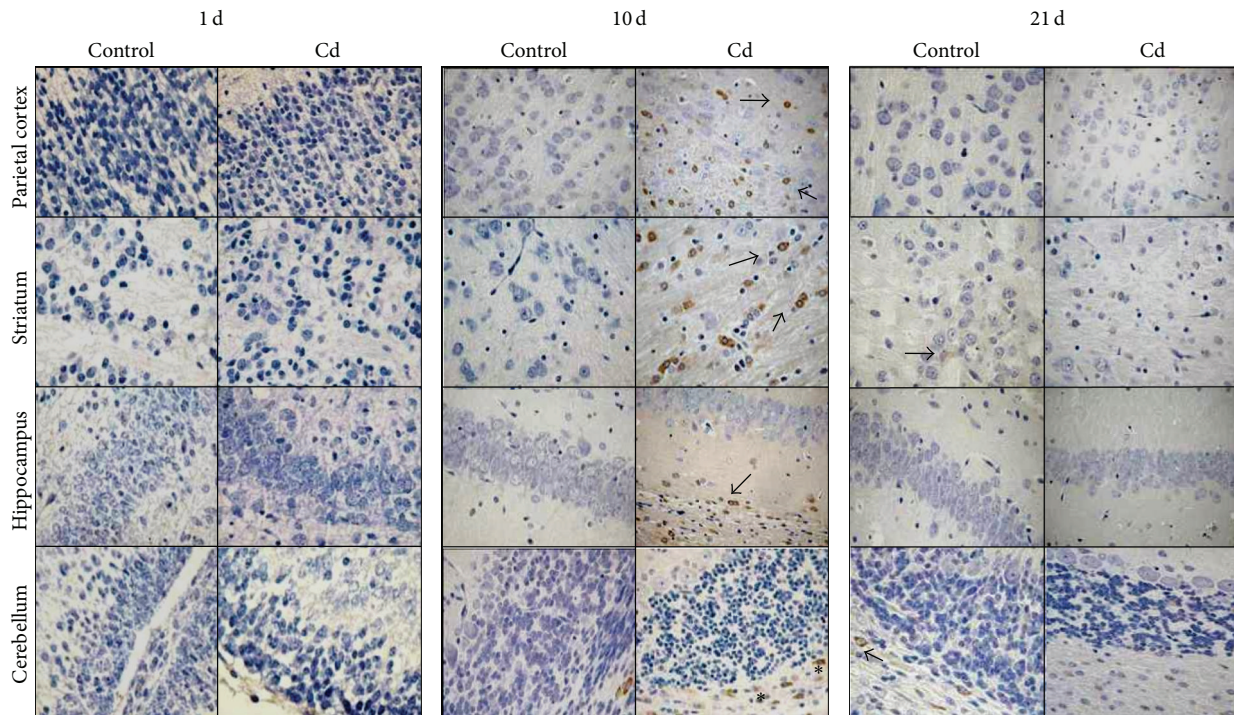 1 d 10 d 21 d
Control Cd Control Cd Control Cd
Parietal cortex
Striatum
Hippocampus
Cerebellum
* *